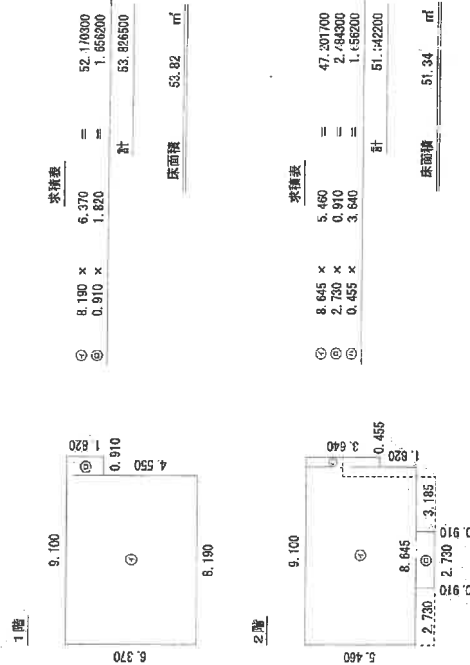 1階
9.100
6.370
㋑
㋺
1.820
0.910
4.550
8.190
求積表
㋑ 8.190 × 6.370 = 52.170300
㋺ 0.910 × 1.820 = 1.656200
計 53.826500
床面積 53.82 ㎡
2階
9.100
5.460
㋑
3.640
0.455
1.820
8.645
3.185
㋺
2.730
0.910
2.730
0.910
求積表
㋑ 8.645 × 5.460 = 47.201700
㋺ 2.730 × 0.910 = 2.484300
㋩ 0.455 × 3.640 = 1.656200
計 51.342200
床面積 51.34 ㎡